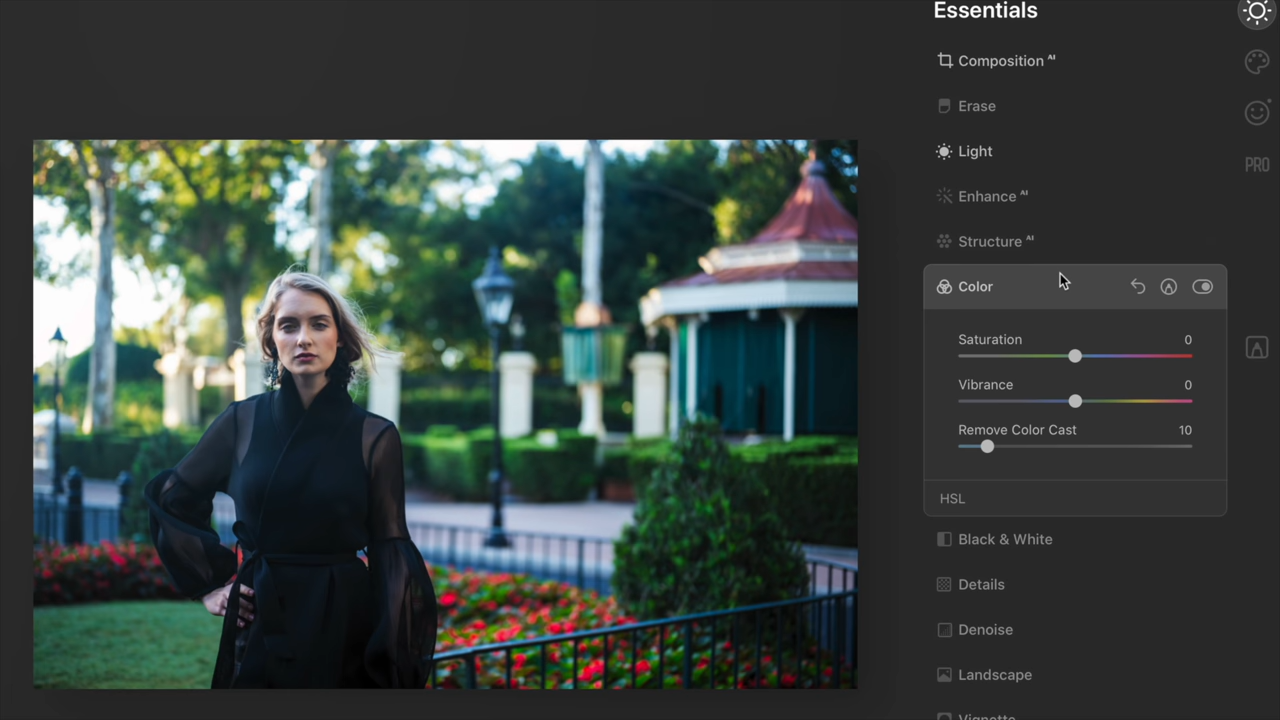 Essentials
Composition AI
Erase
Light
Enhance AI
PRO
Structure AI
Color
Saturation 0
Vibrance 0
Remove Color Cast 10
HSL
Black & White
Details
Denoise
Landscape
Vignette